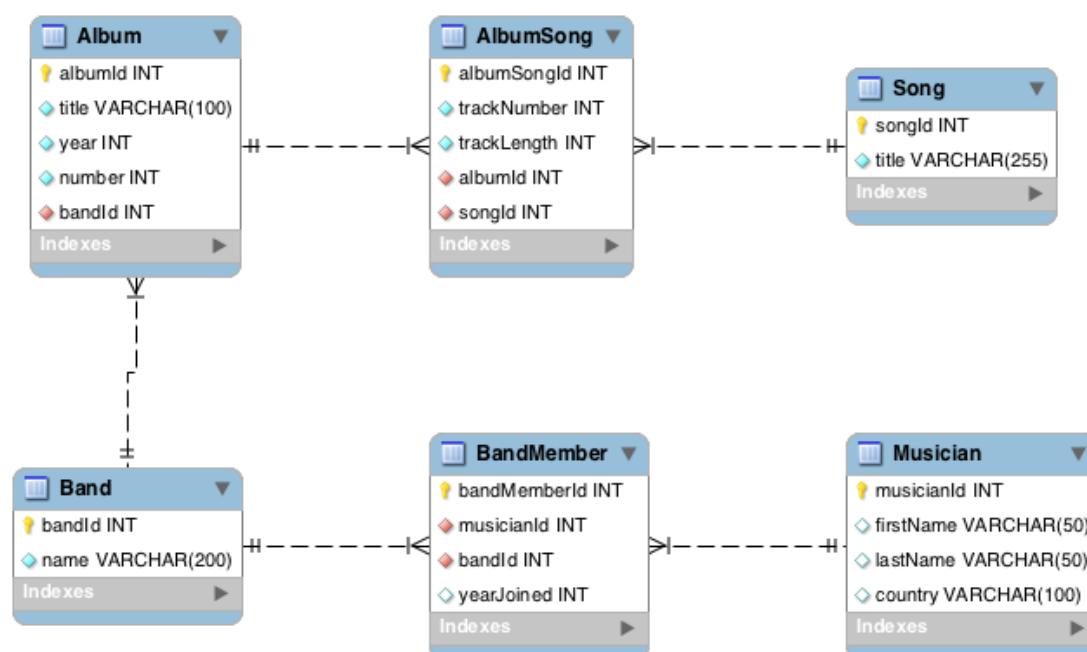 Album
albumId INT
title VARCHAR(100)
year INT
number INT
bandId INT
Indexes
AlbumSong
albumSongId INT
trackNumber INT
trackLength INT
albumId INT
songId INT
Indexes
Song
songId INT
title VARCHAR(255)
Indexes
Band
bandId INT
name VARCHAR(200)
Indexes
BandMember
bandMemberId INT
musicianId INT
bandId INT
yearJoined INT
Indexes
Musician
musicianId INT
firstName VARCHAR(50)
lastName VARCHAR(50)
country VARCHAR(100)
Indexes